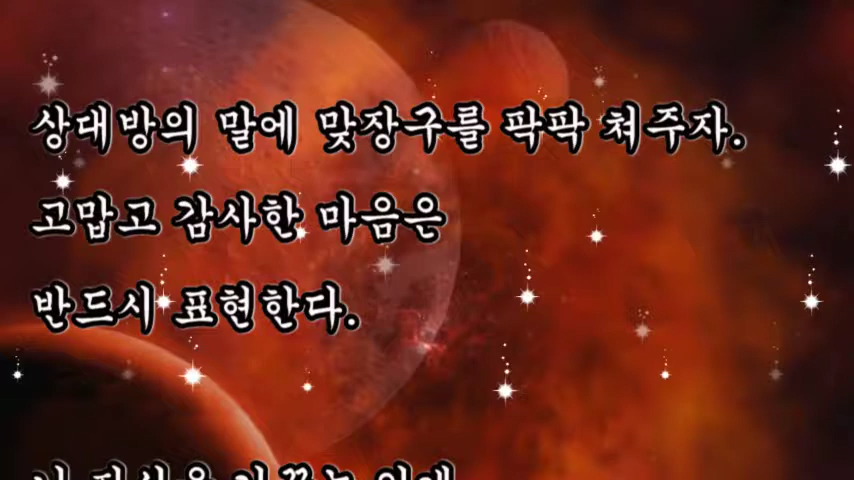 상대방의 말에 맞장구를 팍팍 쳐주자.
고맙고 감사한 마음은
반드시 표현한다.